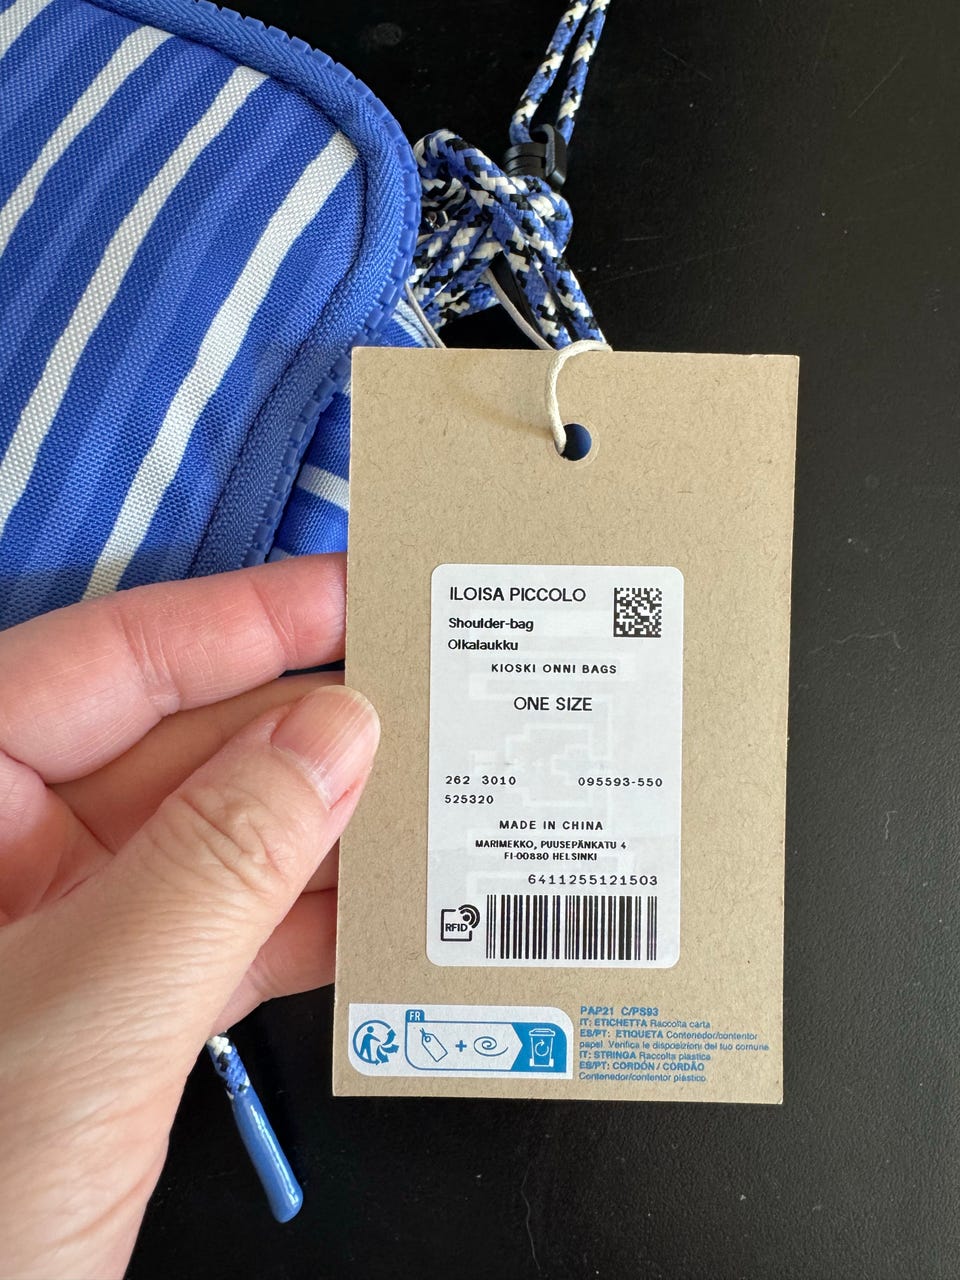 ILOISA PICCOLO
Shoulder-bag
Olkalaukku
KIOSKI ONNI BAGS
ONE SIZE
262 3010 095593-550
525320
MADE IN CHINA
MARIMEKKO, PUUSEPÄNKATU 4
FI-00880 HELSINKI
6411255121503
RFID
FR
PAP21 C/PS93
IT: ETICHETTA Raccolta carta
ES/PT: ETIQUETA Contenedor/contentor
papel. Verifica le disposizioni del tuo comune
IT: STRINGA Raccolta plastica
ES/PT: CORDÓN / CORDÃO
Contenedor/contentor plástico